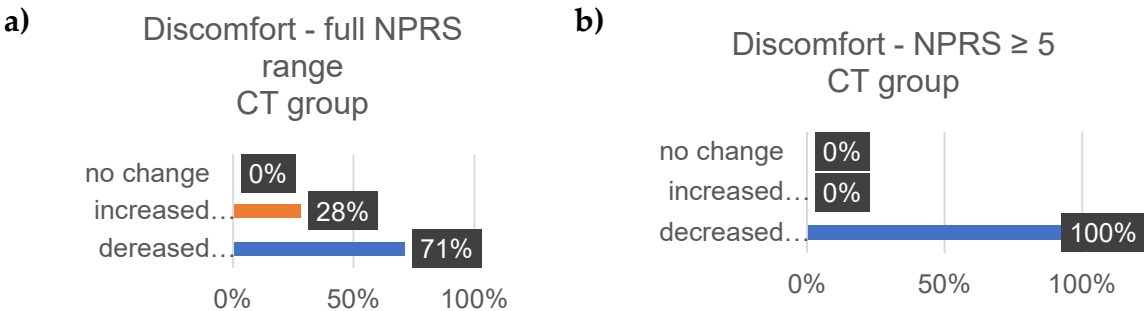 a)
Discomfort - full NPRS
range
CT group
no change
0%
increased…
28%
dereased…
71%
0% 50% 100%
b)
Discomfort - NPRS ≥ 5
CT group
no change
0%
increased…
0%
decreased…
100%
0% 50% 100%